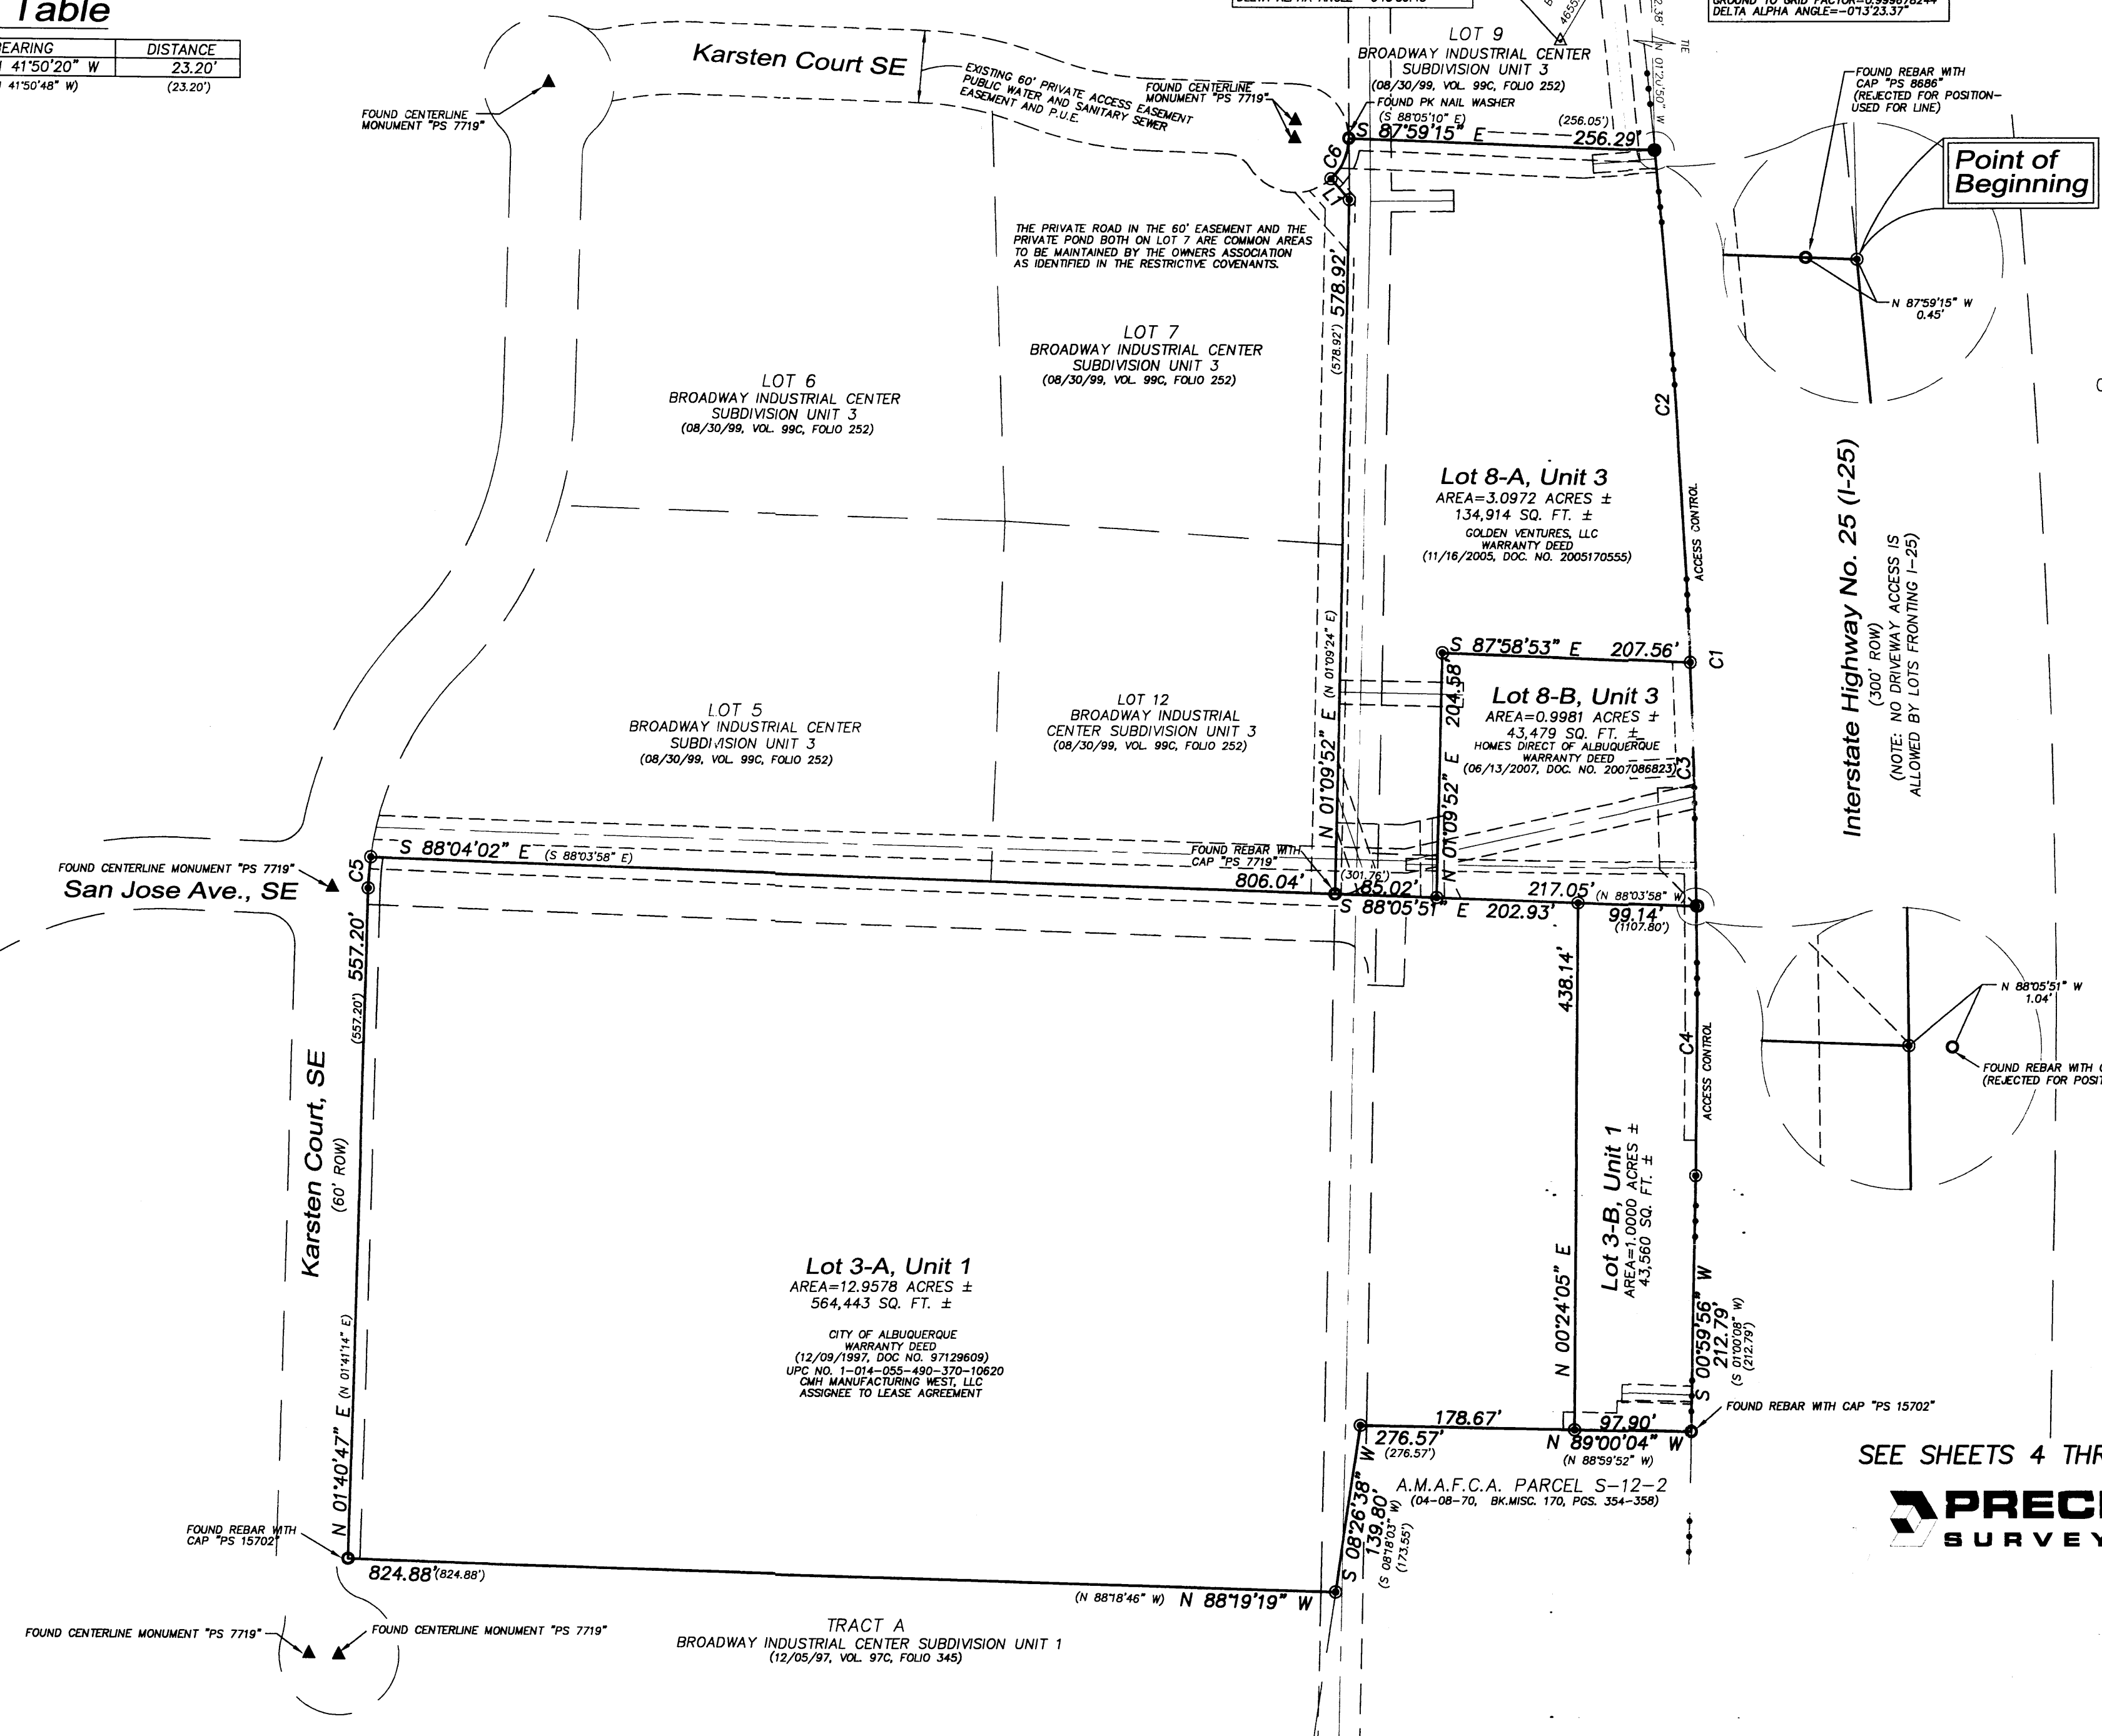 Table
BEARING DISTANCE
41°50'20" W 23.20'
41°50'48" W) (23.20')
FOUND CENTERLINE
MONUMENT "PS 7719"
Karsten Court SE
EXISTING 60' PRIVATE ACCESS EASEMENT
PUBLIC WATER AND SANITARY SEWER
EASEMENT AND P.U.E.
FOUND CENTERLINE
MONUMENT "PS 7719"
LOT 9
BROADWAY INDUSTRIAL CENTER
SUBDIVISION UNIT 3
(08/30/99, VOL. 99C, FOLIO 252)
FOUND PK NAIL WASHER
(S 88°05'10" E) (256.05')
S 87°59'15" E 256.29'
C6
L1
TIE
N 01°20'50" W
GROUND TO GRID FACTOR=0.999678244
DELTA ALPHA ANGLE=-0°13'23.37"
FOUND REBAR WITH
CAP "PS 8686"
(REJECTED FOR POSITION-
USED FOR LINE)
Point of
Beginning
N 87°59'15" W
0.45'
THE PRIVATE ROAD IN THE 60' EASEMENT AND THE
PRIVATE POND BOTH ON LOT 7 ARE COMMON AREAS
TO BE MAINTAINED BY THE OWNERS ASSOCIATION
AS IDENTIFIED IN THE RESTRICTIVE COVENANTS.
LOT 7
BROADWAY INDUSTRIAL CENTER
SUBDIVISION UNIT 3
(08/30/99, VOL. 99C, FOLIO 252)
LOT 6
BROADWAY INDUSTRIAL CENTER
SUBDIVISION UNIT 3
(08/30/99, VOL. 99C, FOLIO 252)
N 01°09'52" E (N 01°09'24" E)
(578.92') 578.92'
C2
Lot 8-A, Unit 3
AREA=3.0972 ACRES ±
134,914 SQ. FT. ±
GOLDEN VENTURES, LLC
WARRANTY DEED
(11/16/2005, DOC. NO. 2005170555)
ACCESS CONTROL
Interstate Highway No. 25 (I-25)
(300' ROW)
(NOTE: NO DRIVEWAY ACCESS IS
ALLOWED BY LOTS FRONTING I-25)
S 87°58'53" E 207.56'
C1
N 01°09'52" E 204.58'
Lot 8-B, Unit 3
AREA=0.9981 ACRES ±
43,479 SQ. FT. ±
HOMES DIRECT OF ALBUQUERQUE
WARRANTY DEED
(06/13/2007, DOC. NO. 2007086823)
C3
LOT 5
BROADWAY INDUSTRIAL CENTER
SUBDIVISION UNIT 3
(08/30/99, VOL. 99C, FOLIO 252)
LOT 12
BROADWAY INDUSTRIAL
CENTER SUBDIVISION UNIT 3
(08/30/99, VOL. 99C, FOLIO 252)
FOUND CENTERLINE MONUMENT "PS 7719"
San Jose Ave., SE
C5
S 88°04'02" E (S 88°03'58" E)
806.04'
FOUND REBAR WITH
CAP "PS 7719"
(301.76')
85.02'
217.05' (N 88°03'58" W)
S 88°05'51" E 202.93' 99.14'
(1107.80')
N 01°40'47" E (N 01°41'14" E)
(557.20') 557.20'
Karsten Court, SE
(60' ROW)
N 00°24'05" E 438.14'
C4
ACCESS CONTROL
N 88°05'51" W
1.04'
FOUND REBAR WITH
(REJECTED FOR
Lot 3-B, Unit 1
AREA=1.0000 ACRES ±
43,560 SQ. FT. ±
Lot 3-A, Unit 1
AREA=12.9578 ACRES ±
564,443 SQ. FT. ±
CITY OF ALBUQUERQUE
WARRANTY DEED
(12/09/1997, DOC NO. 97129609)
UPC NO. 1-014-055-490-370-10620
CMH MANUFACTURING WEST, LLC
ASSIGNEE TO LEASE AGREEMENT
S 00°59'56" W
212.79'
(S 01°00'08" W)
(212.79')
FOUND REBAR WITH CAP "PS 15702"
178.67' 97.90'
276.57' N 89°00'04" W
(276.57') (N 88°59'52" W)
A.M.A.F.C.A. PARCEL S-12-2
(04-08-70, BK.MISC. 170, PGS. 354-358)
S 08°26'38" W
139.80'
(S 08°18'03" W)
(173.55')
SEE SHEETS 4
SURVEY
FOUND REBAR WITH
CAP "PS 15702"
824.88' (824.88')
(N 88°18'46" W) N 88°19'19" W
TRACT A
BROADWAY INDUSTRIAL CENTER SUBDIVISION UNIT 1
(12/05/97, VOL. 97C, FOLIO 345)
FOUND CENTERLINE MONUMENT "PS 7719"
FOUND CENTERLINE MONUMENT "PS 7719"